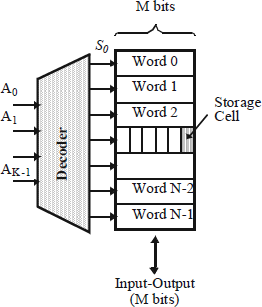 M bits
S0
Word 0
A0
Word 1
A1
Word 2
Storage
Cell
Decoder
AK-1
Word N-2
Word N-1
Input-Output
(M bits)